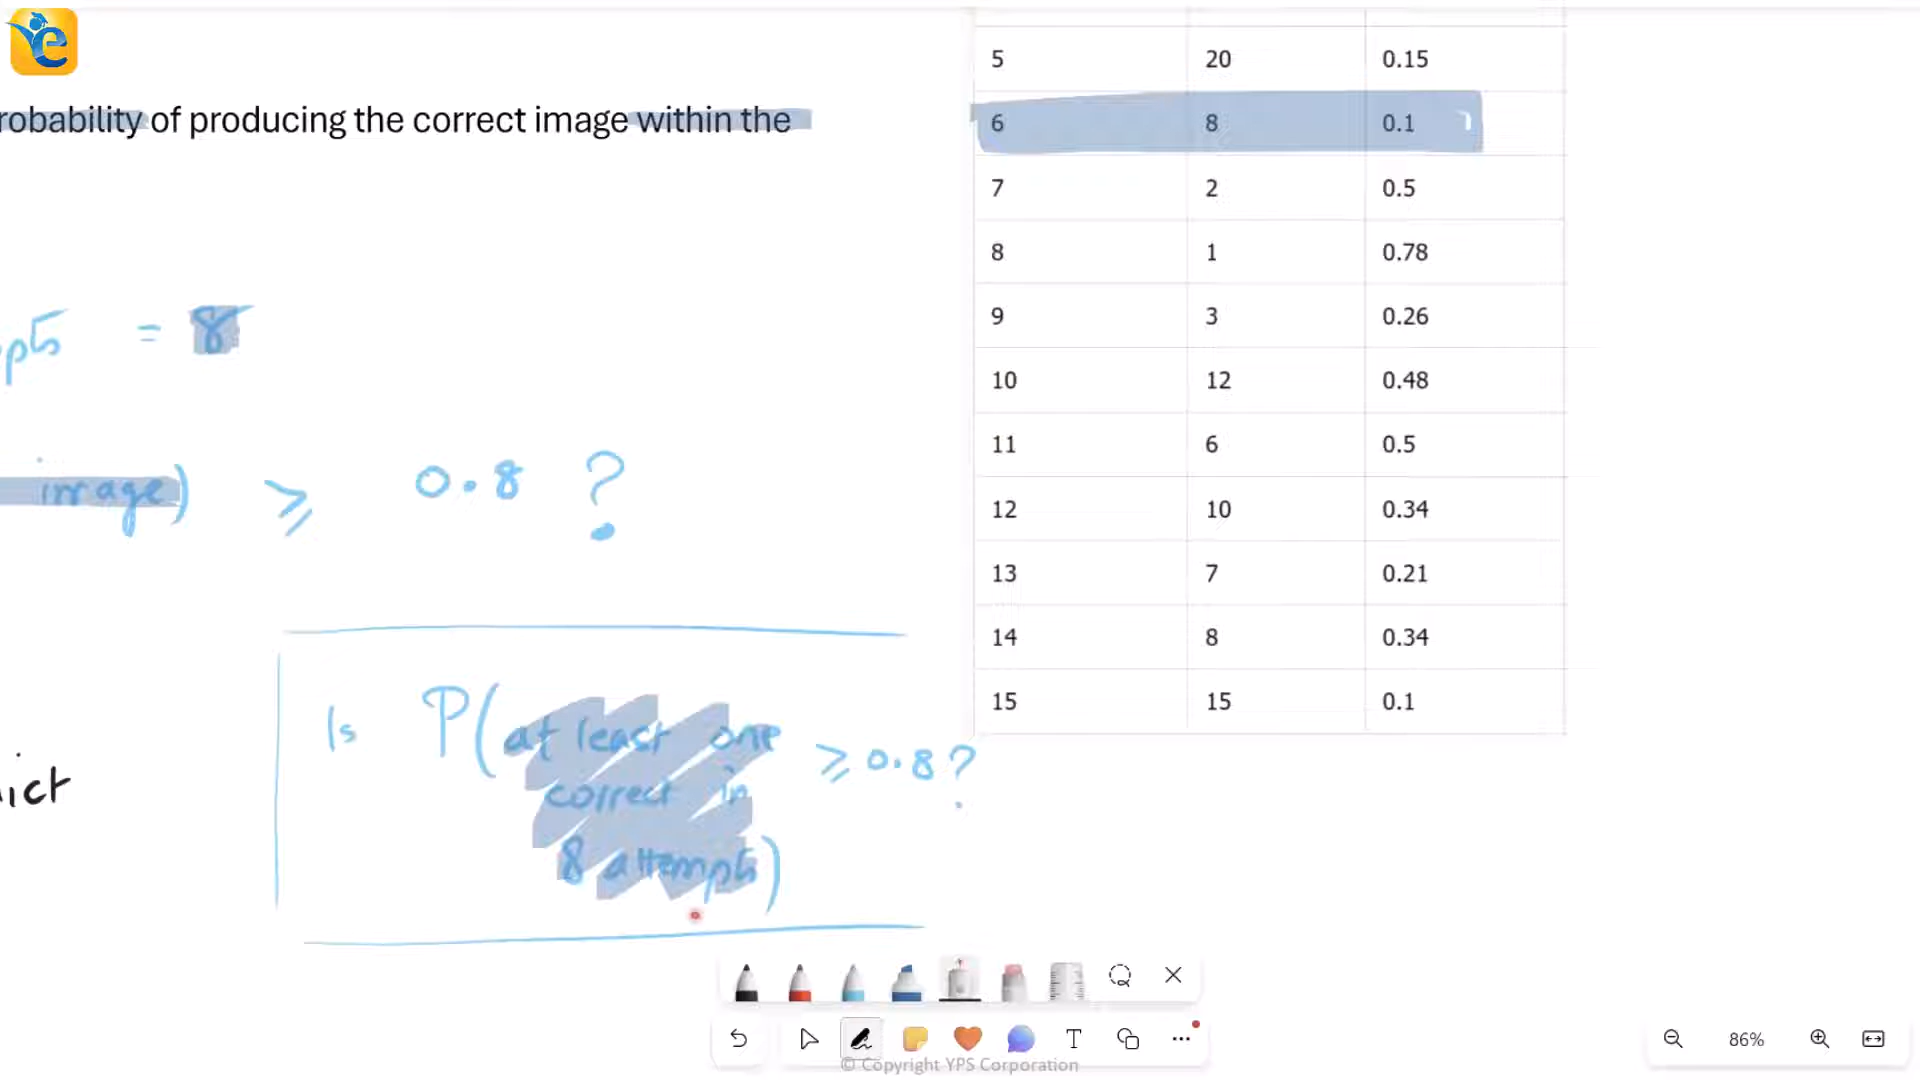 robability of producing the correct image within the
pts = 8
image) ⩾ 0.8 ?
Is P(at least one
correct in
8 attempts)
⩾ 0.8?
ict
5 20 0.15
6 8 0.1
7 2 0.5
8 1 0.78
9 3 0.26
10 12 0.48
11 6 0.5
12 10 0.34
13 7 0.21
14 8 0.34
15 15 0.1
T
86%
© Copyright YPS Corporation